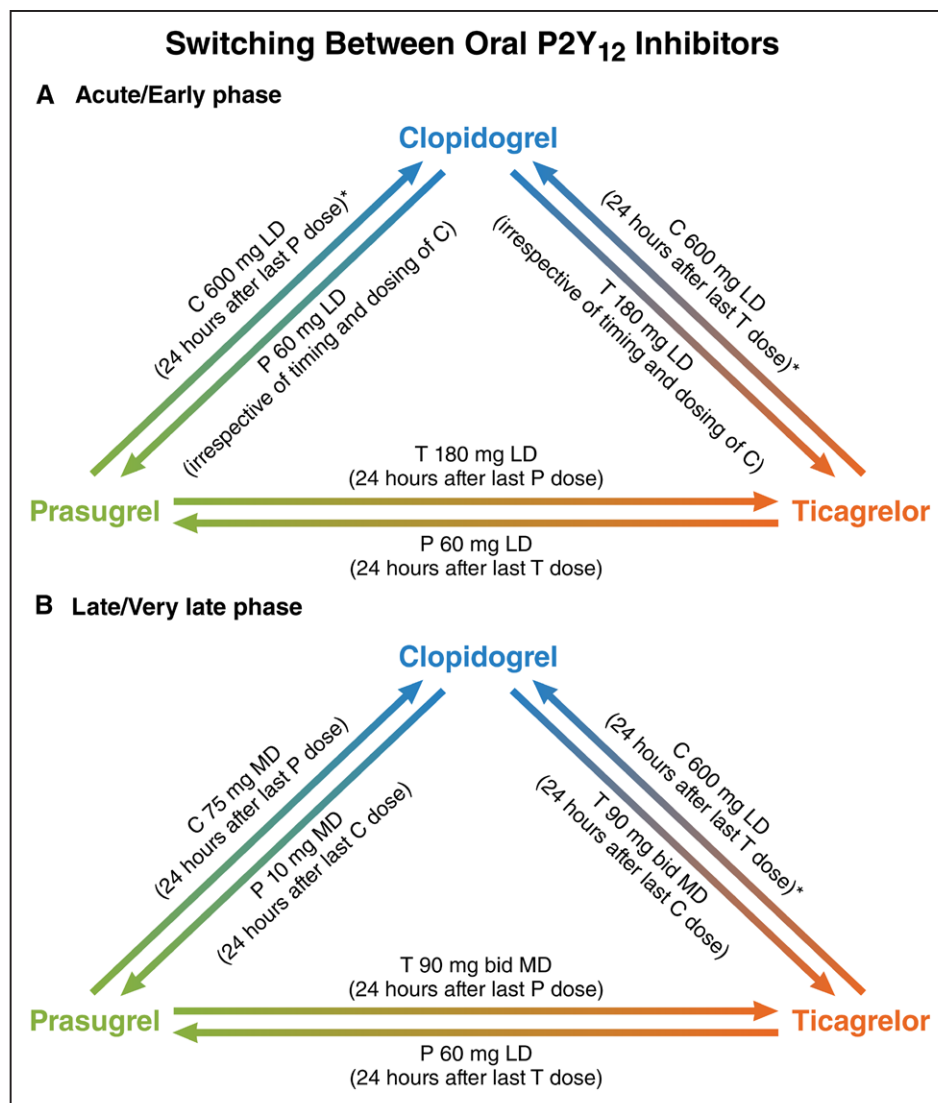 Switching Between Oral P2Y12 Inhibitors
A Acute/Early phase
Clopidogrel
C 600 mg LD
(24 hours after last P dose)*
P 60 mg LD
(irrespective of timing and dosing of C)
C 600 mg LD
(24 hours after last T dose)*
T 180 mg LD
(irrespective of timing and dosing of C)
T 180 mg LD
(24 hours after last P dose)
Prasugrel
Ticagrelor
P 60 mg LD
(24 hours after last T dose)
B Late/Very late phase
Clopidogrel
C 75 mg MD
(24 hours after last P dose)
P 10 mg MD
(24 hours after last C dose)
C 600 mg LD
(24 hours after last T dose)*
T 90 mg bid MD
(24 hours after last C dose)
T 90 mg bid MD
(24 hours after last P dose)
Prasugrel
Ticagrelor
P 60 mg LD
(24 hours after last T dose)